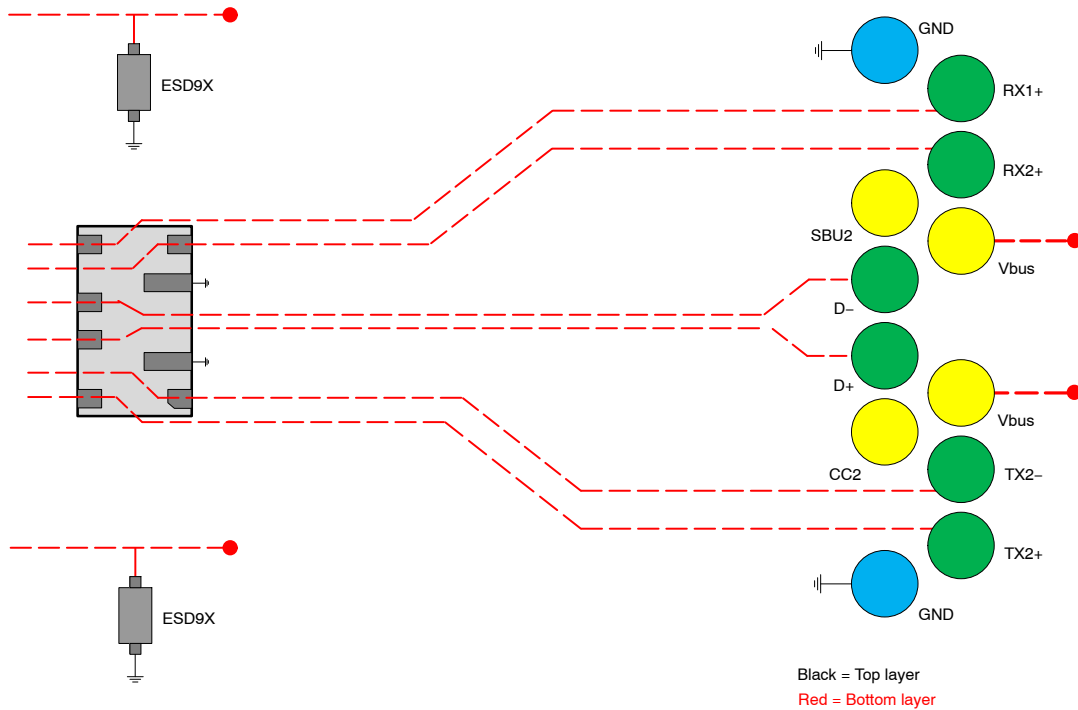 GND
ESD9X
RX1+
RX2+
SBU2
Vbus
D−
D+
Vbus
CC2
TX2−
TX2+
ESD9X
GND
Black = Top layer
Red = Bottom layer